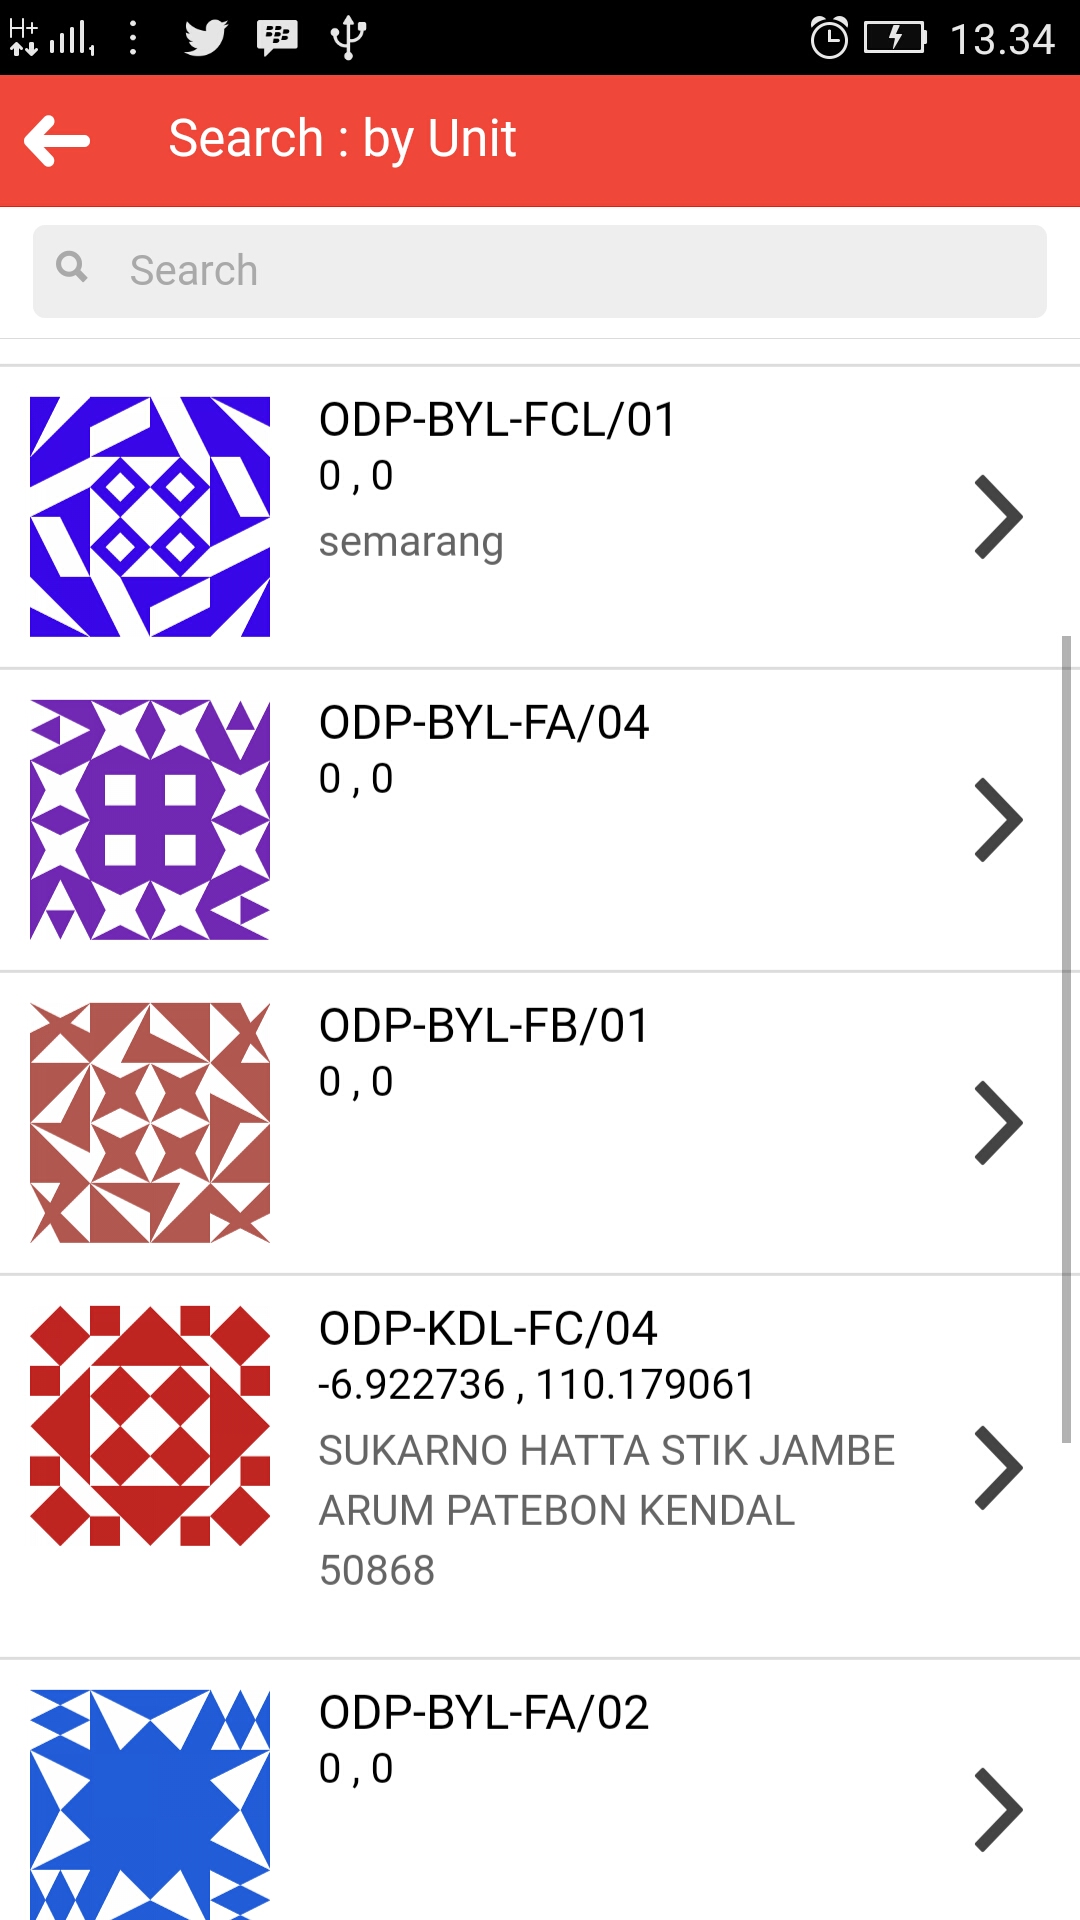 H+
1
13.34
Search : by Unit
Search
ODP-BYL-FCL/01
0 , 0
semarang
ODP-BYL-FA/04
0 , 0
ODP-BYL-FB/01
0 , 0
ODP-KDL-FC/04
-6.922736 , 110.179061
SUKARNO HATTA STIK JAMBE
ARUM PATEBON KENDAL
50868
ODP-BYL-FA/02
0 , 0